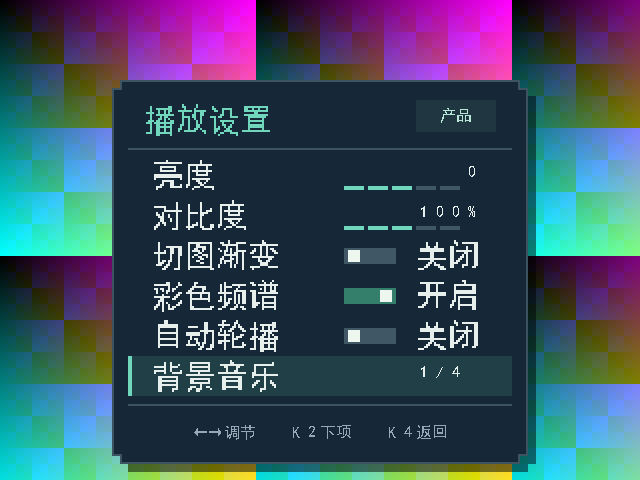 播放设置 产品
亮度 0
对比度 100%
切图渐变 关闭
彩色频谱 开启
自动轮播 关闭
背景音乐 1/4
←→调节 K2下项 K4返回